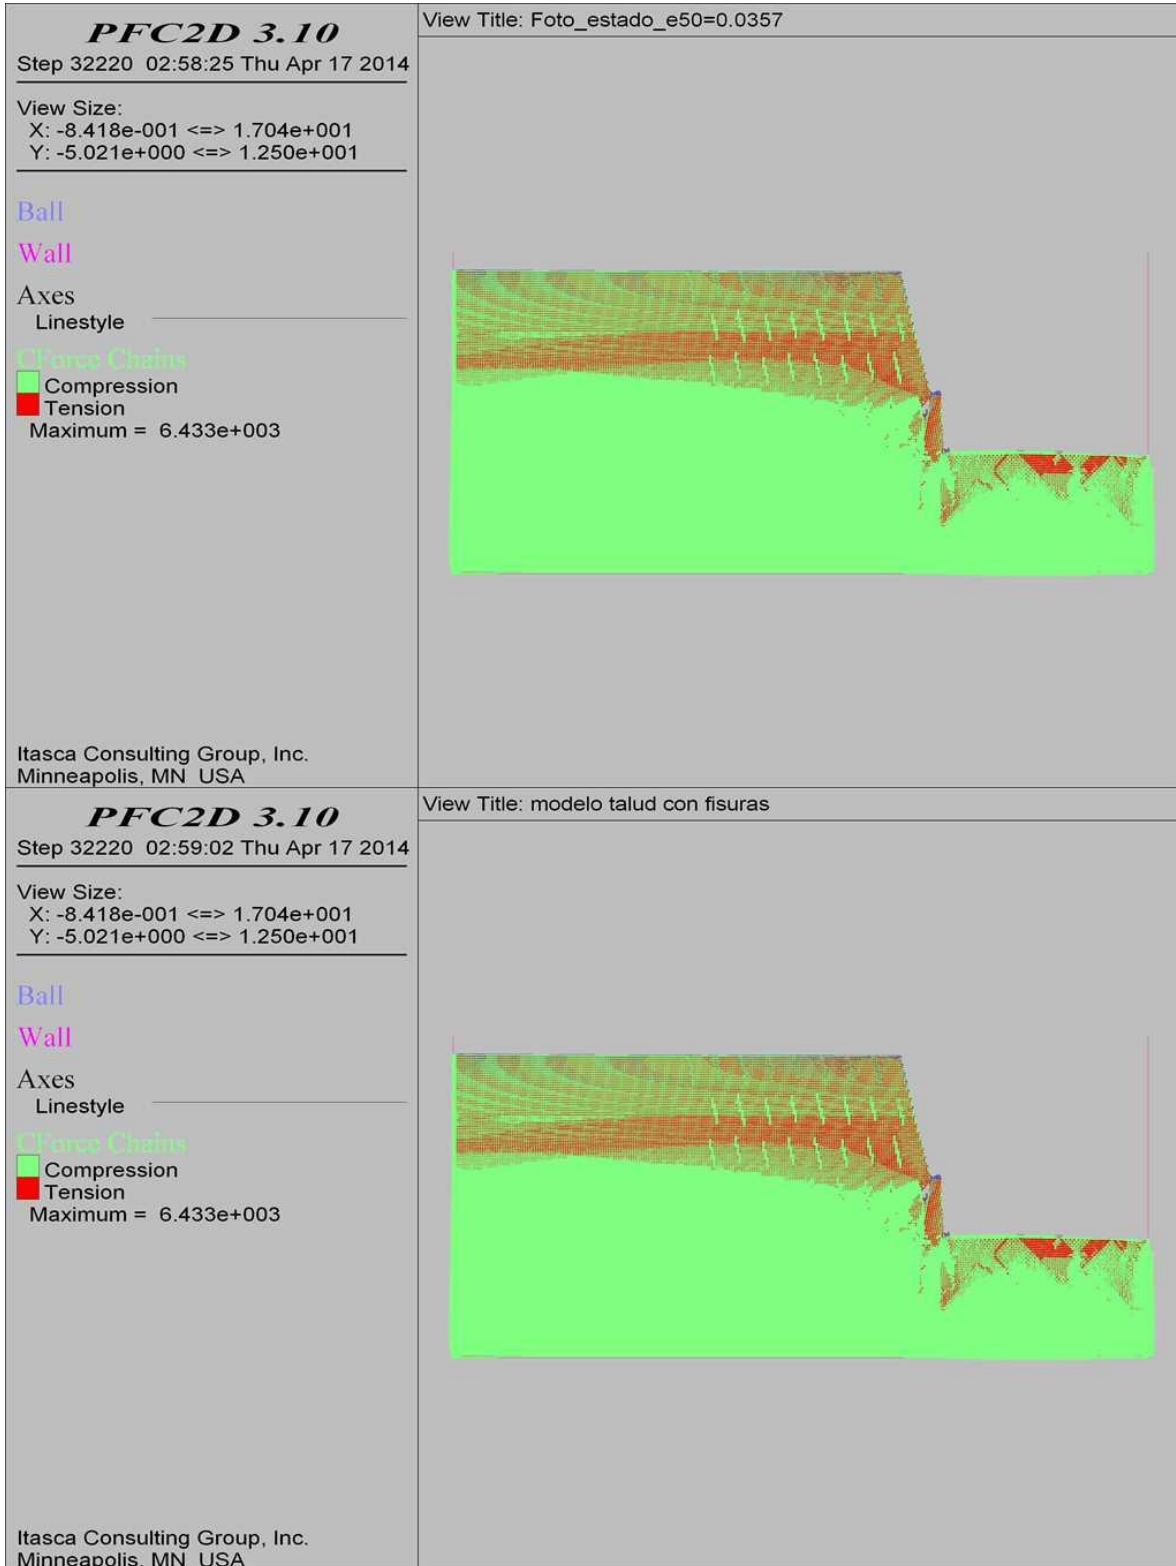 PFC2D 3.10
Step 32220 02:58:25 Thu Apr 17 2014
View Size:
X: -8.418e-001 <=> 1.704e+001
Y: -5.021e+000 <=> 1.250e+001
Ball
Wall
Axes
Linestyle
CForce Chains
Compression
Tension
Maximum = 6.433e+003
Itasca Consulting Group, Inc.
Minneapolis, MN USA
View Title: Foto_estado_e50=0.0357
PFC2D 3.10
Step 32220 02:59:02 Thu Apr 17 2014
View Size:
X: -8.418e-001 <=> 1.704e+001
Y: -5.021e+000 <=> 1.250e+001
Ball
Wall
Axes
Linestyle
CForce Chains
Compression
Tension
Maximum = 6.433e+003
Itasca Consulting Group, Inc.
Minneapolis, MN USA
View Title: modelo talud con fisuras